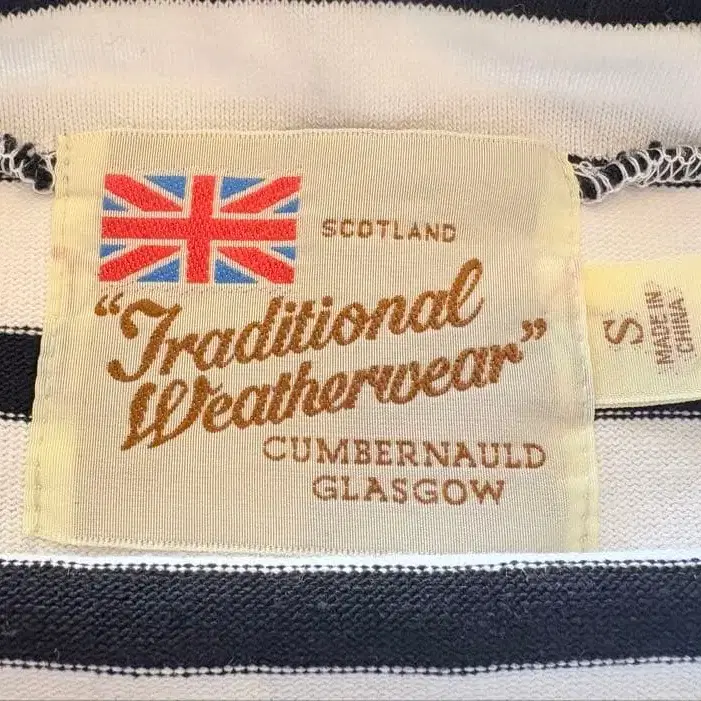 SCOTLAND
“Traditional
Weatherwear”
CUMBERNAULD
GLASGOW
S
MADE IN
CHINA